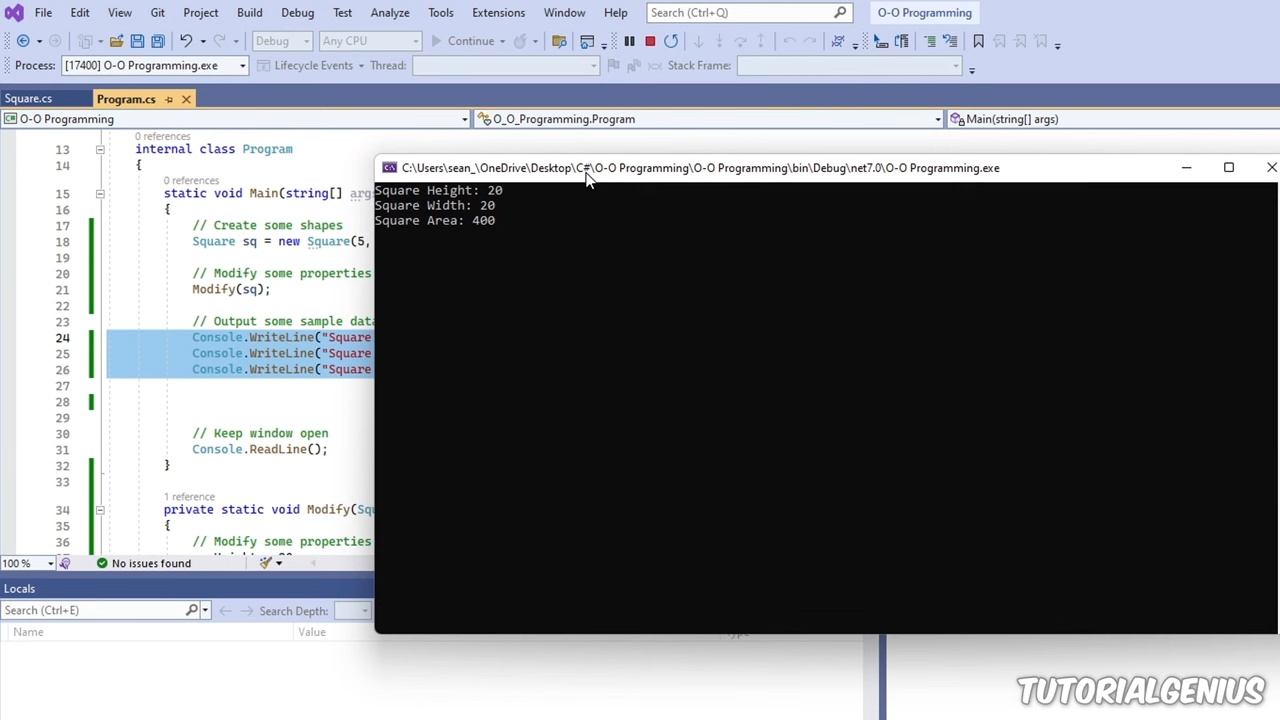 File Edit View Git Project Build Debug Test Analyze Tools Extensions Window Help Search (Ctrl+Q) O-O Programming
Debug Any CPU Continue
Process: [17400] O-O Programming.exe Lifecycle Events Thread: Stack Frame:
Square.cs Program.cs
O-O Programming O_O_Programming.Program Main(string[] args)
0 references
13 internal class Program
14 {
0 references
15 static void Main(string[] args
16 {
17 // Create some shapes
18 Square sq = new Square(5,
19
20 // Modify some properties
21 Modify(sq);
22
23 // Output some sample data
24 Console.WriteLine("Square
25 Console.WriteLine("Square
26 Console.WriteLine("Square
27
28
29
30 // Keep window open
31 Console.ReadLine();
32 }
33
1 reference
34 private static void Modify(Sq
35 {
36 // Modify some properties
C:\Users\sean_\OneDrive\Desktop\C#\O-O Programming\O-O Programming\bin\Debug\net7.0\O-O Programming.exe
Square Height: 20
Square Width: 20
Square Area: 400
100 % No issues found
Locals
Search (Ctrl+E) Search Depth:
Name Value Type
TUTORIALGENIUS